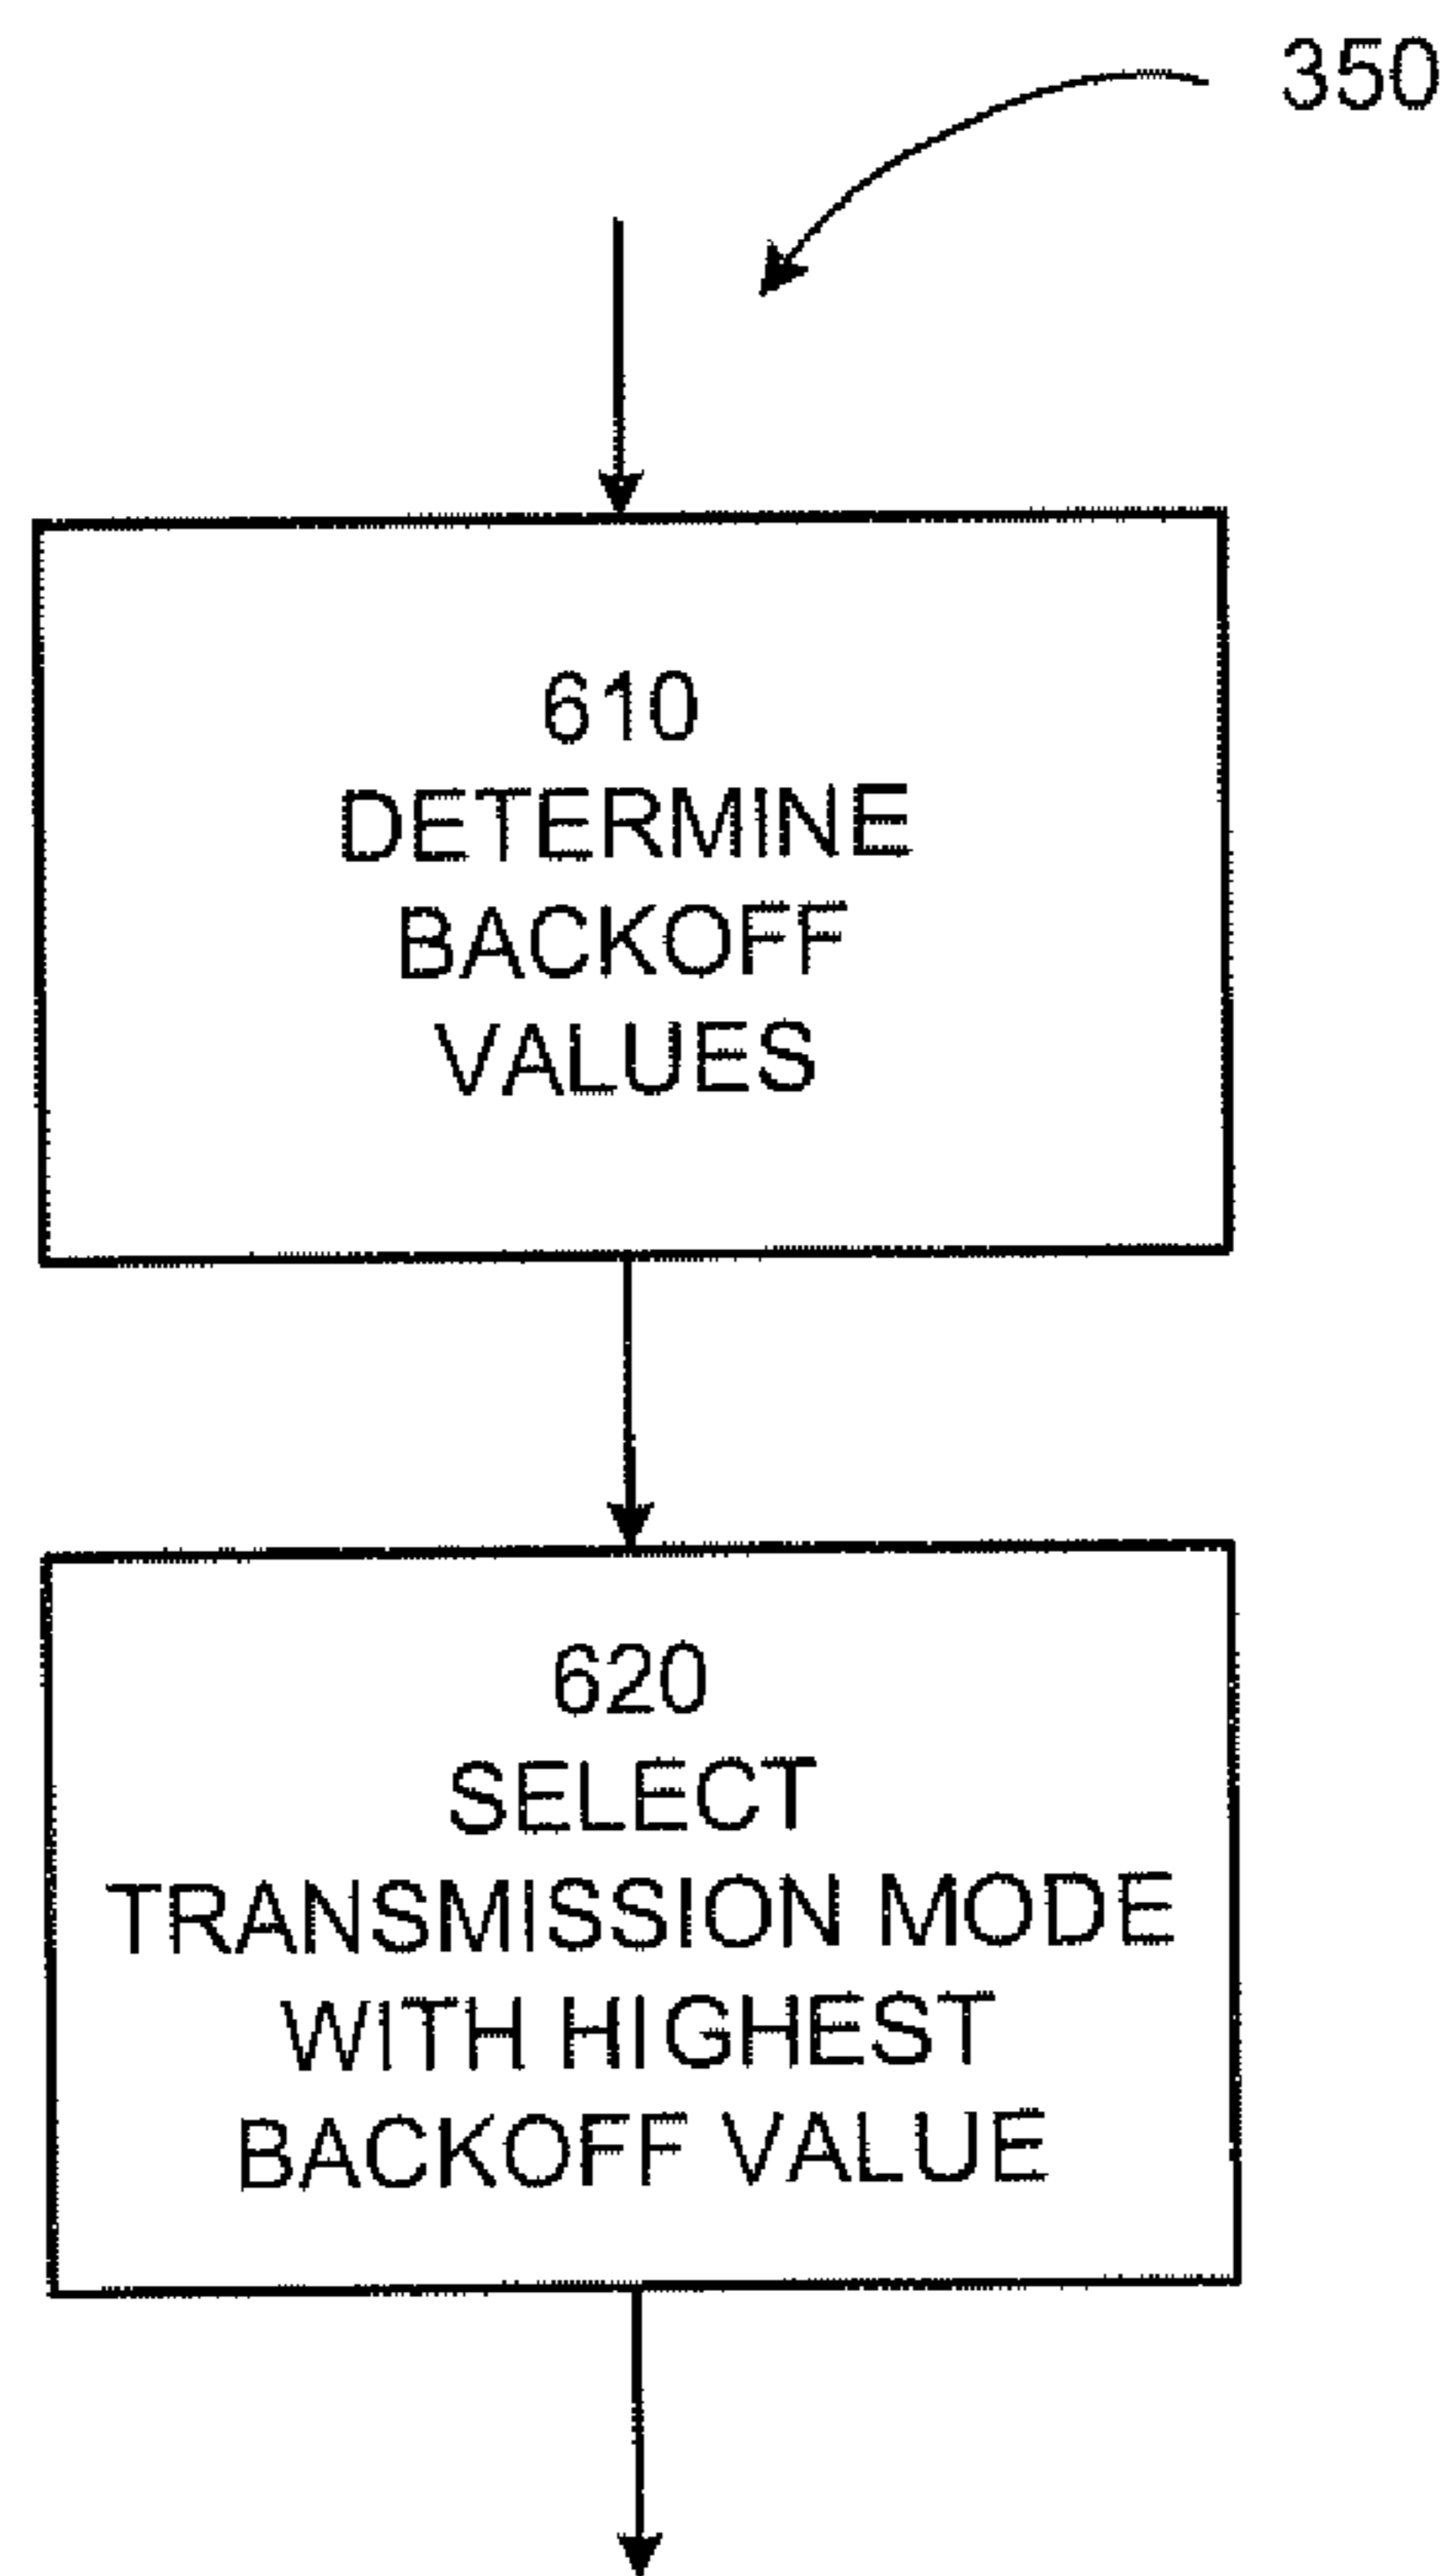 350
610
DETERMINE
BACKOFF
VALUES
620
SELECT
TRANSMISSION MODE
WITH HIGHEST
BACKOFF VALUE